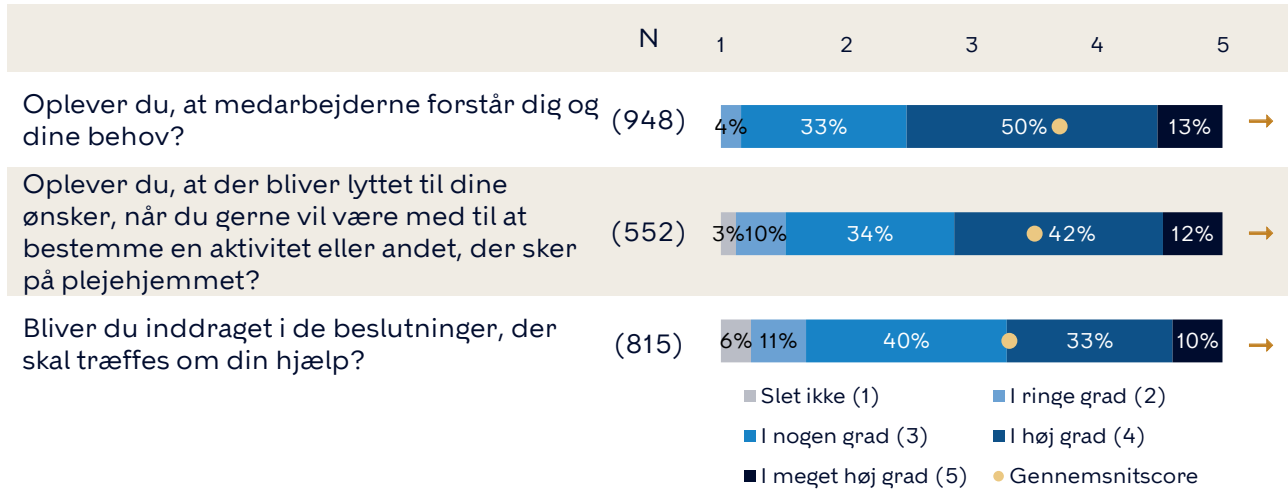 N 1 2 3 4 5
Oplever du, at medarbejderne forstår dig og
dine behov?
(948) 4% 33% 50% 13% →
Oplever du, at der bliver lyttet til dine
ønsker, når du gerne vil være med til at
bestemme en aktivitet eller andet, der sker
på plejehjemmet?
(552) 3% 10% 34% 42% 12% →
Bliver du inddraget i de beslutninger, der
skal træffes om din hjælp?
(815) 6% 11% 40% 33% 10% →
Slet ikke (1) I ringe grad (2)
I nogen grad (3) I høj grad (4)
I meget høj grad (5) Gennemsnitscore